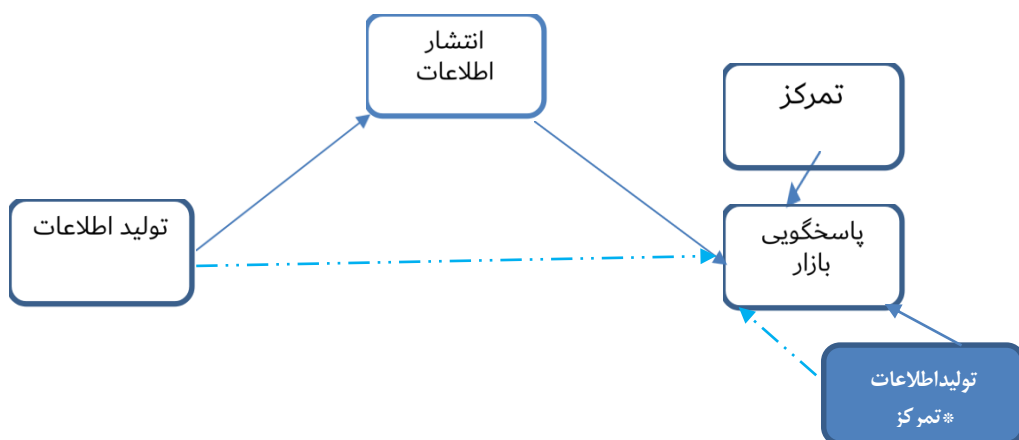 انتشار
اطلاعات
تمرکز
تولید اطلاعات
پاسخگویی
بازار
تولیداطلاعات
*تمرکز